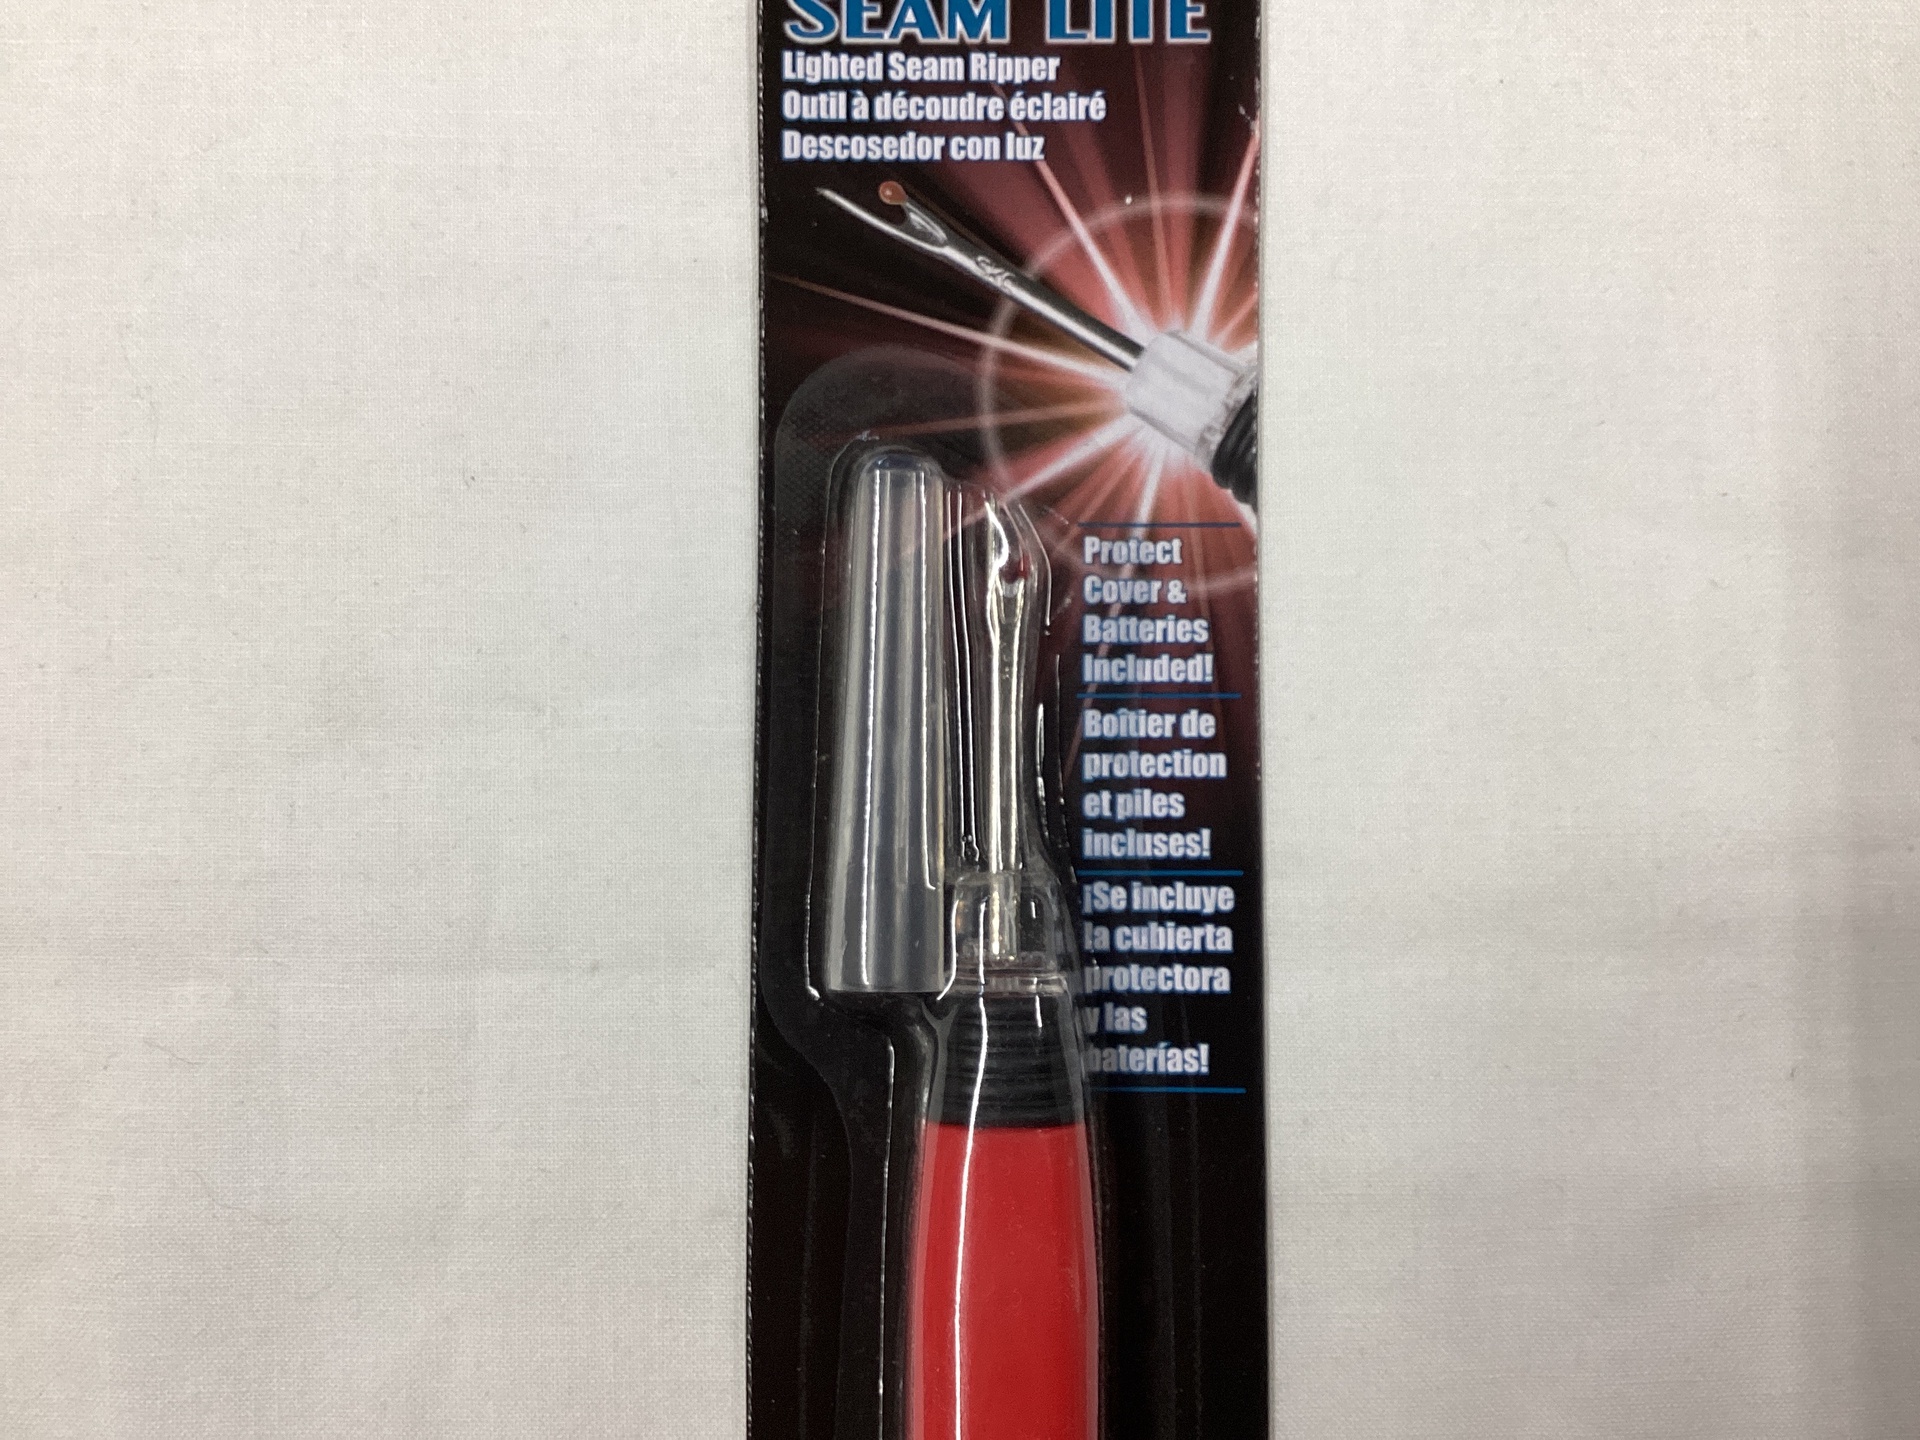 SEAM LITE
Lighted Seam Ripper
Outil à découdre éclairé
Descosedor con luz
Protect
Cover &
Batteries
Included!
Boîtier de
protection
et piles
incluses!
¡Se incluye
la cubierta
protectora
y las
baterías!